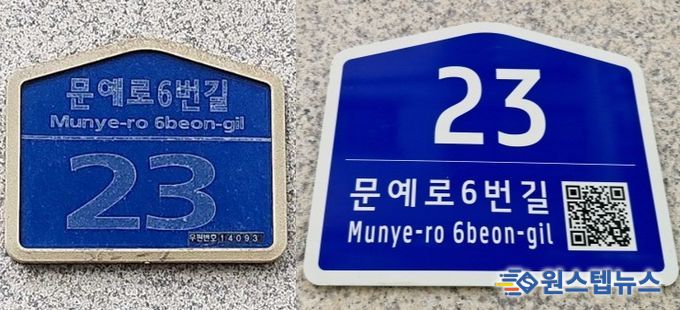 문예로6번길
Munye-ro 6beon-gil
23
우편번호 14093
23
문예로6번길
Munye-ro 6beon-gil
원스텝뉴스